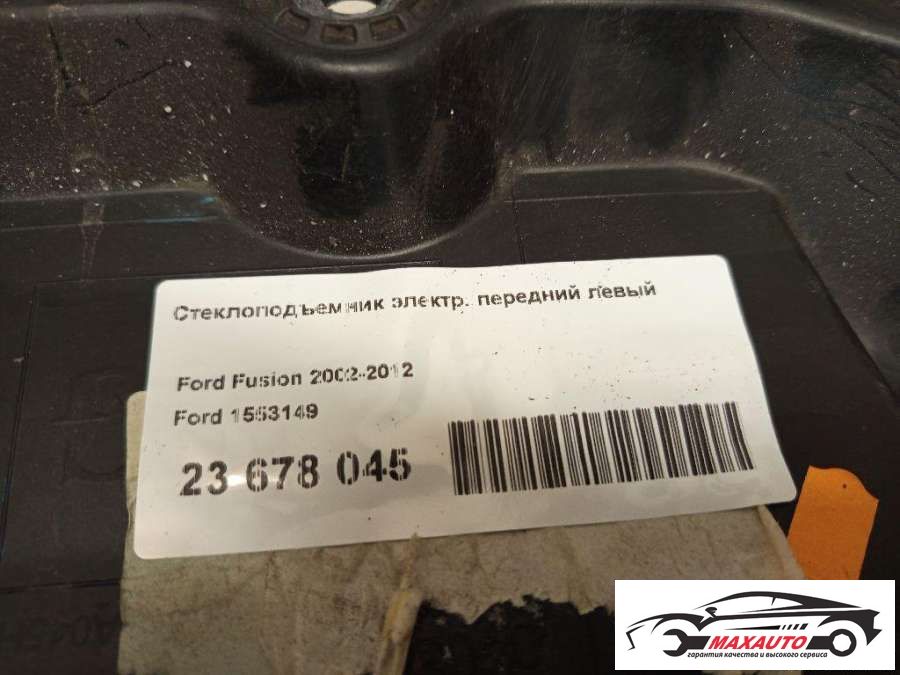 Стеклоподъемник электр. передний левый
Ford Fusion 2002-2012
Ford 1553149
23 678 045
MAXAUTO
гарантия качества и высокого сервиса